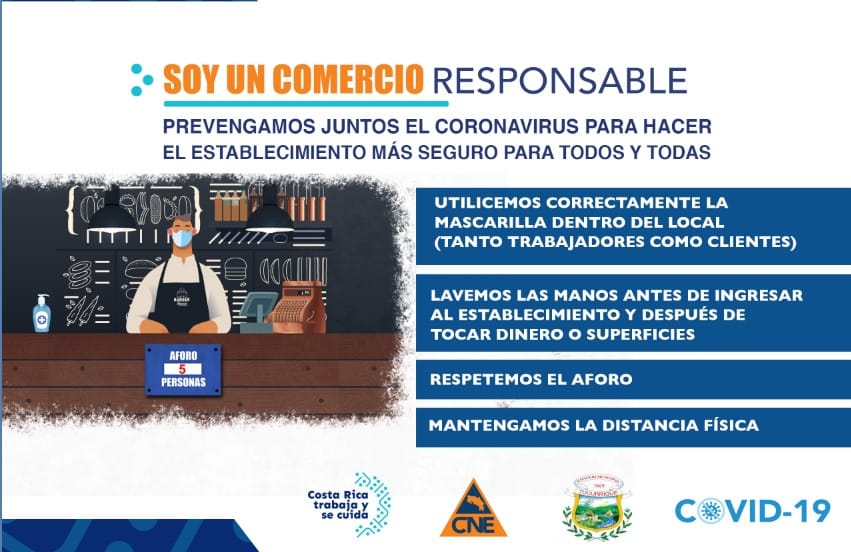 SOY UN COMERCIO RESPONSABLE
PREVENGAMOS JUNTOS EL CORONAVIRUS PARA HACER
EL ESTABLECIMIENTO MÁS SEGURO PARA TODOS Y TODAS
UTILICEMOS CORRECTAMENTE LA
MASCARILLA DENTRO DEL LOCAL
(TANTO TRABAJADORES COMO CLIENTES)
LAVEMOS LAS MANOS ANTES DE INGRESAR
AL ESTABLECIMIENTO Y DESPUÉS DE
TOCAR DINERO O SUPERFICIES
RESPETEMOS EL AFORO
MANTENGAMOS LA DISTANCIA FÍSICA
BURGER
AFORO
5
PERSONAS
Costa Rica
trabaja y
se cuida
CNE
TUCURRIQUE
COVID-19